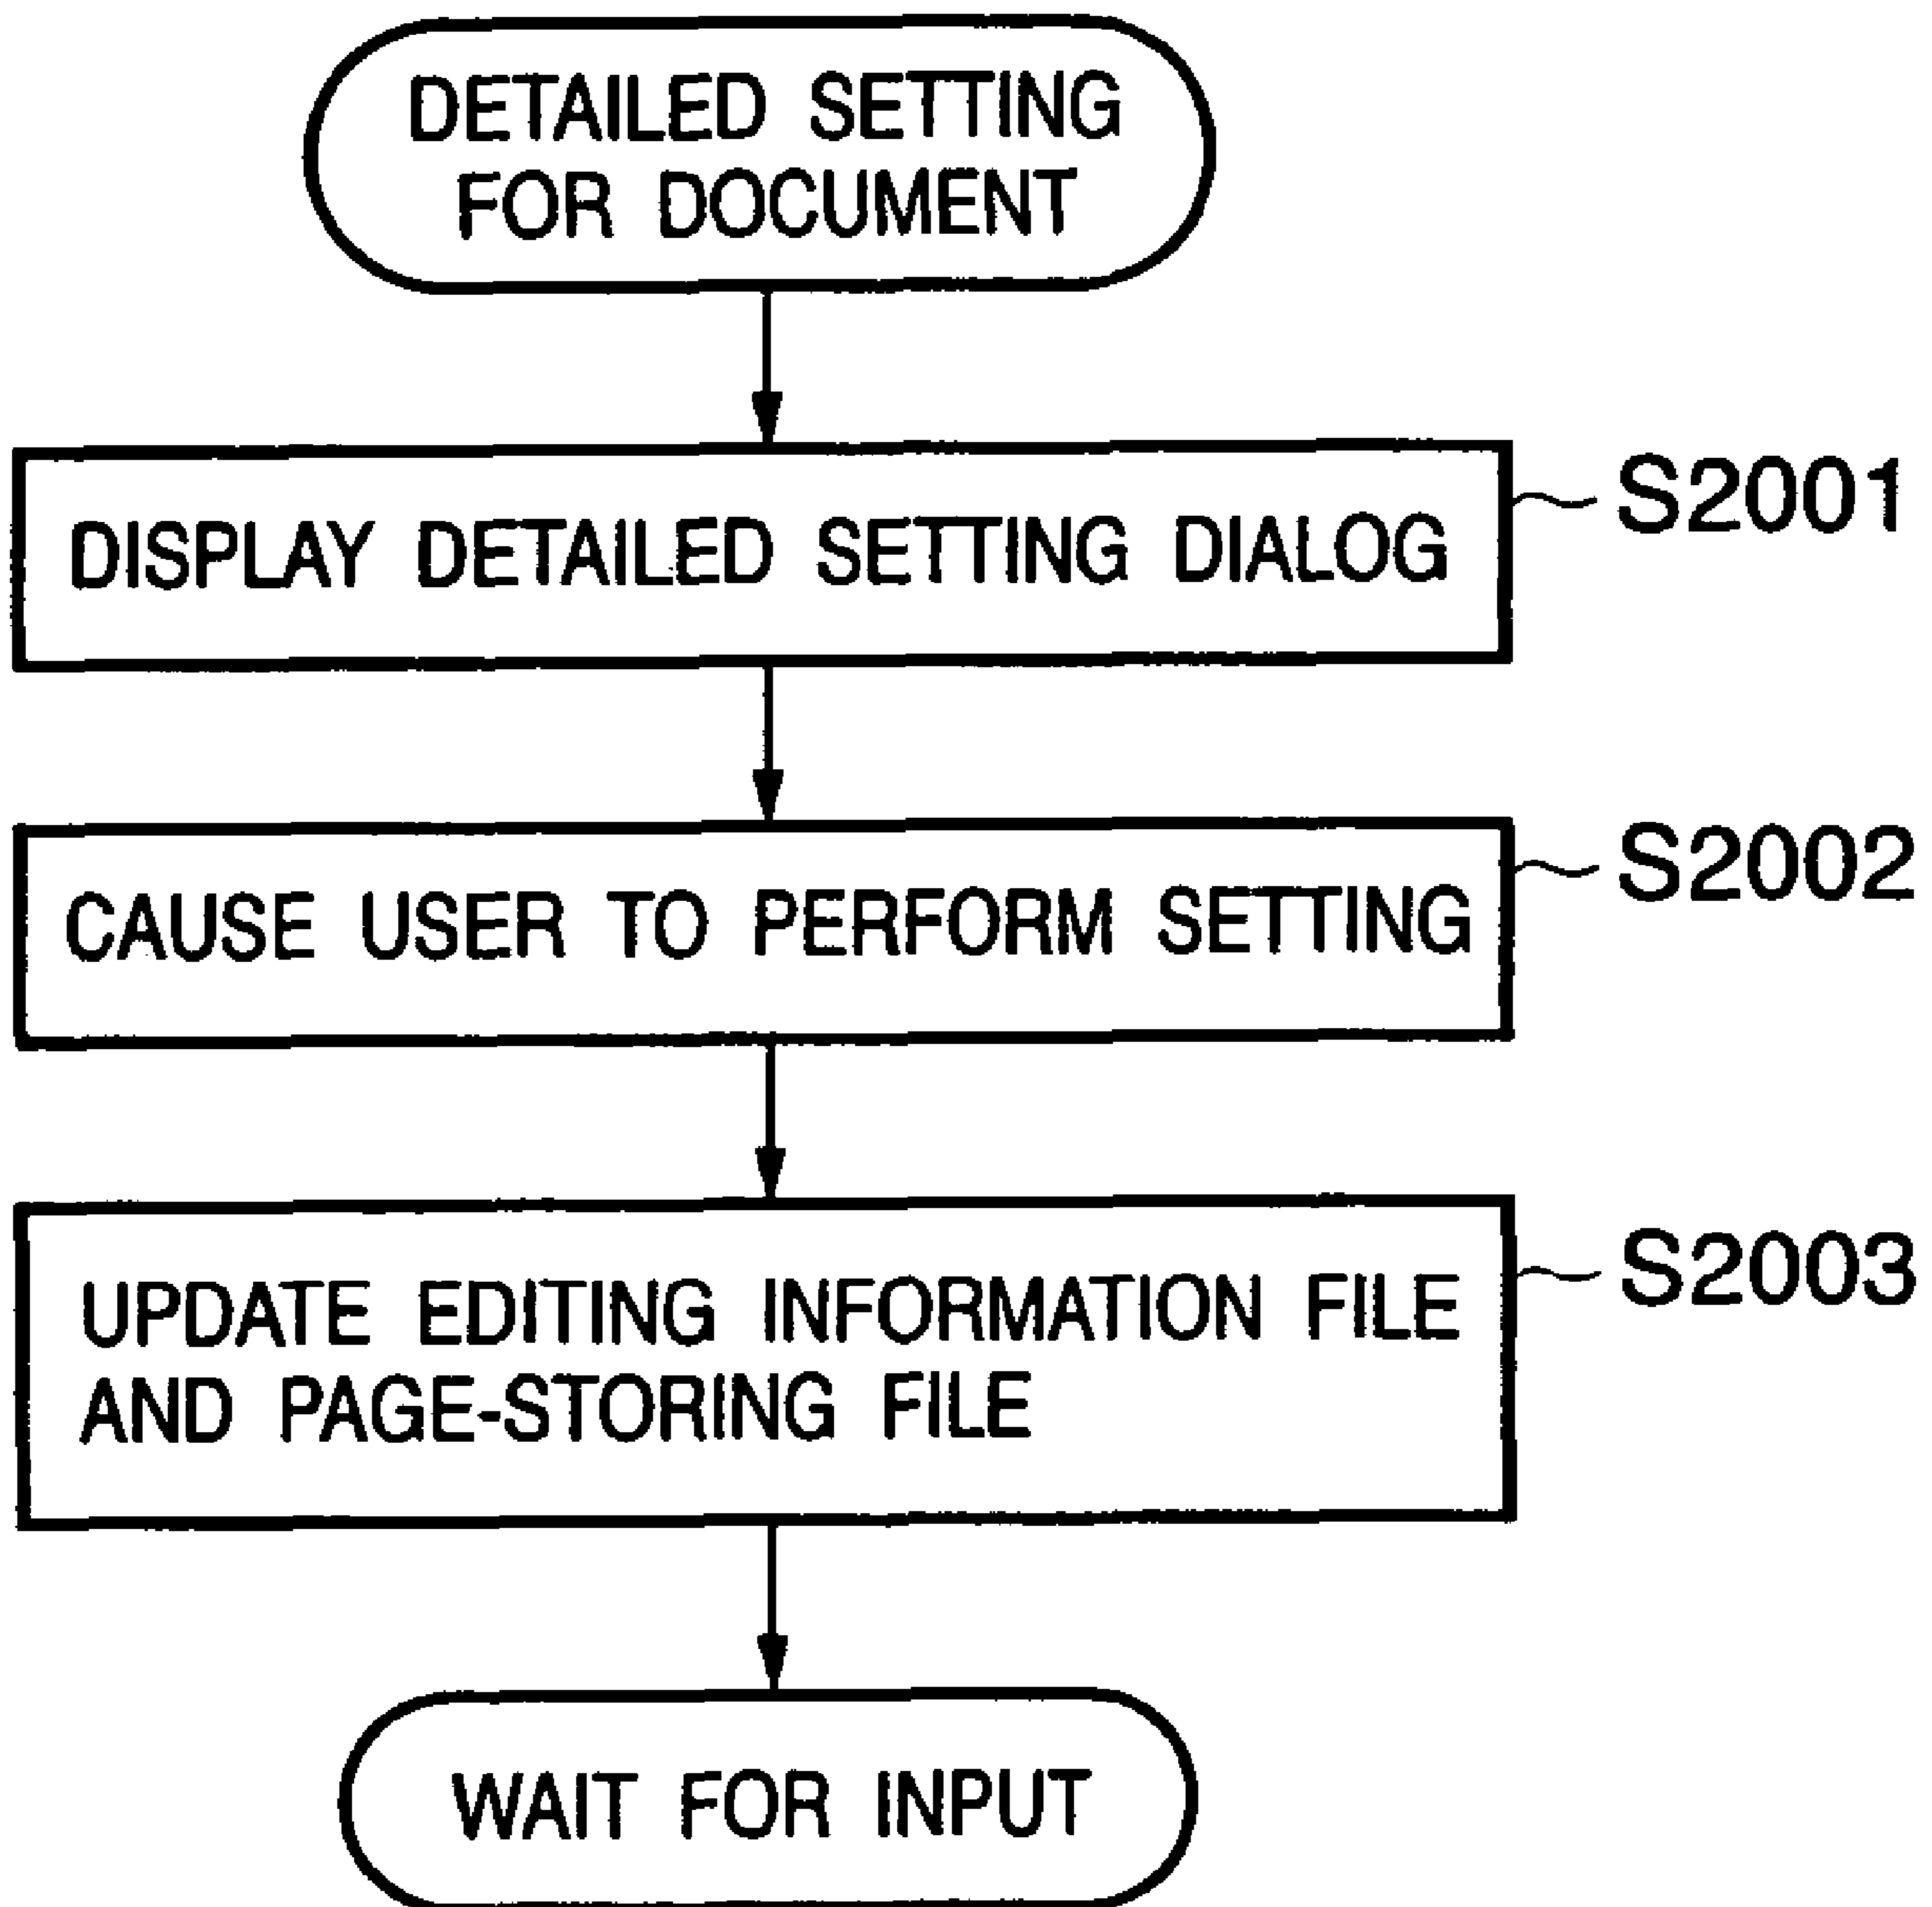 DETAILED SETTING
FOR DOCUMENT
DISPLAY DETAILED SETTING DIALOG
S2001
CAUSE USER TO PERFORM SETTING
S2002
UPDATE EDITING INFORMATION FILE
AND PAGE-STORING FILE
S2003
WAIT FOR INPUT